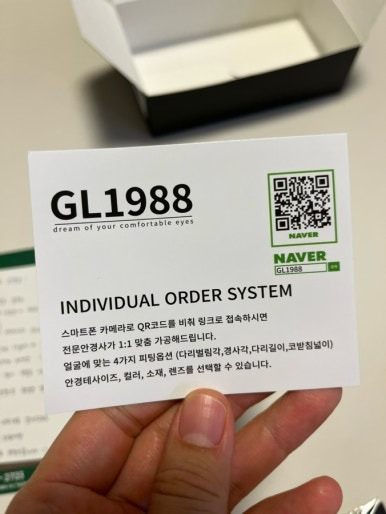 GL1988
dream of your comfortable eyes
NAVER
NAVER
GL1988
INDIVIDUAL ORDER SYSTEM
스마트폰 카메라로 QR코드를 비춰 링크로 접속하시면
전문안경사가 1:1 맞춤 가공해드립니다.
얼굴에 맞는 4가지 피팅옵션 (다리벌림각,경사각,다리길이,코받침넓이)
안경테사이즈, 컬러, 소재, 렌즈를 선택할 수 있습니다.